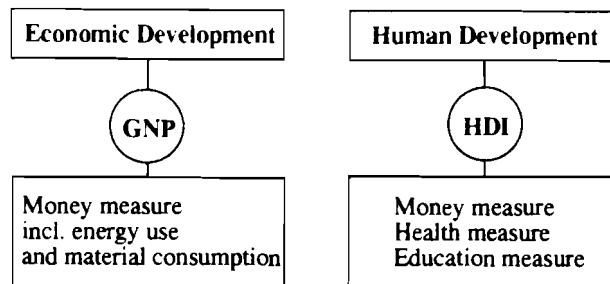 Economic Development
GNP
Money measure
incl. energy use
and material consumption
Human Development
HDI
Money measure
Health measure
Education measure